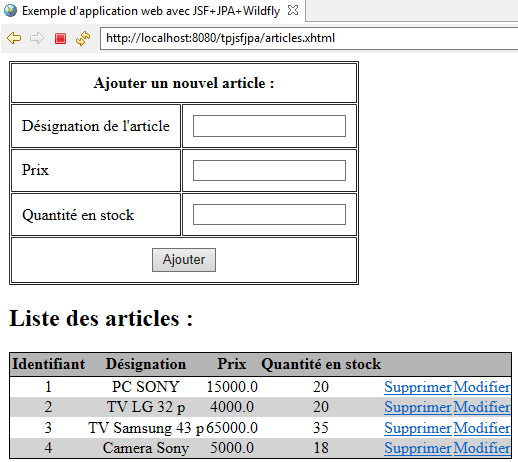 Exemple d'application web avec JSF+JPA+Wildfly
http://localhost:8080/tpjsfjpa/articles.xhtml
Ajouter un nouvel article :
Désignation de l'article
Prix
Quantité en stock
Ajouter
Liste des articles :
Identifiant Désignation Prix Quantité en stock
1 PC SONY 15000.0 20 Supprimer Modifier
2 TV LG 32 p 4000.0 20 Supprimer Modifier
3 TV Samsung 43 p 65000.0 35 Supprimer Modifier
4 Camera Sony 5000.0 18 Supprimer Modifier